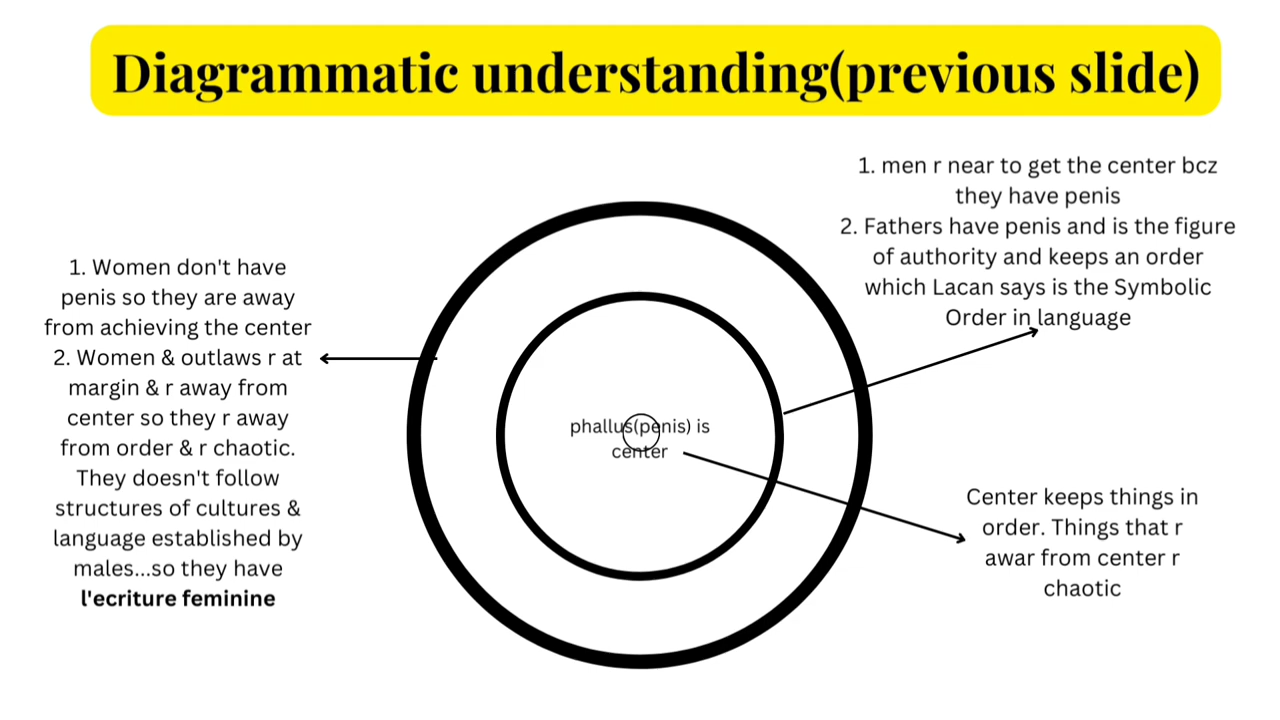 Diagrammatic understanding(previous slide)
1. men r near to get the center bcz
they have penis
2. Fathers have penis and is the figure
of authority and keeps an order
which Lacan says is the Symbolic
Order in language
1. Women don't have
penis so they are away
from achieving the center
2. Women & outlaws r at
margin & r away from
center so they r away
from order & r chaotic.
They doesn't follow
structures of cultures &
language established by
males...so they have
l'ecriture feminine
phallus(penis) is
center
Center keeps things in
order. Things that r
awar from center r
chaotic